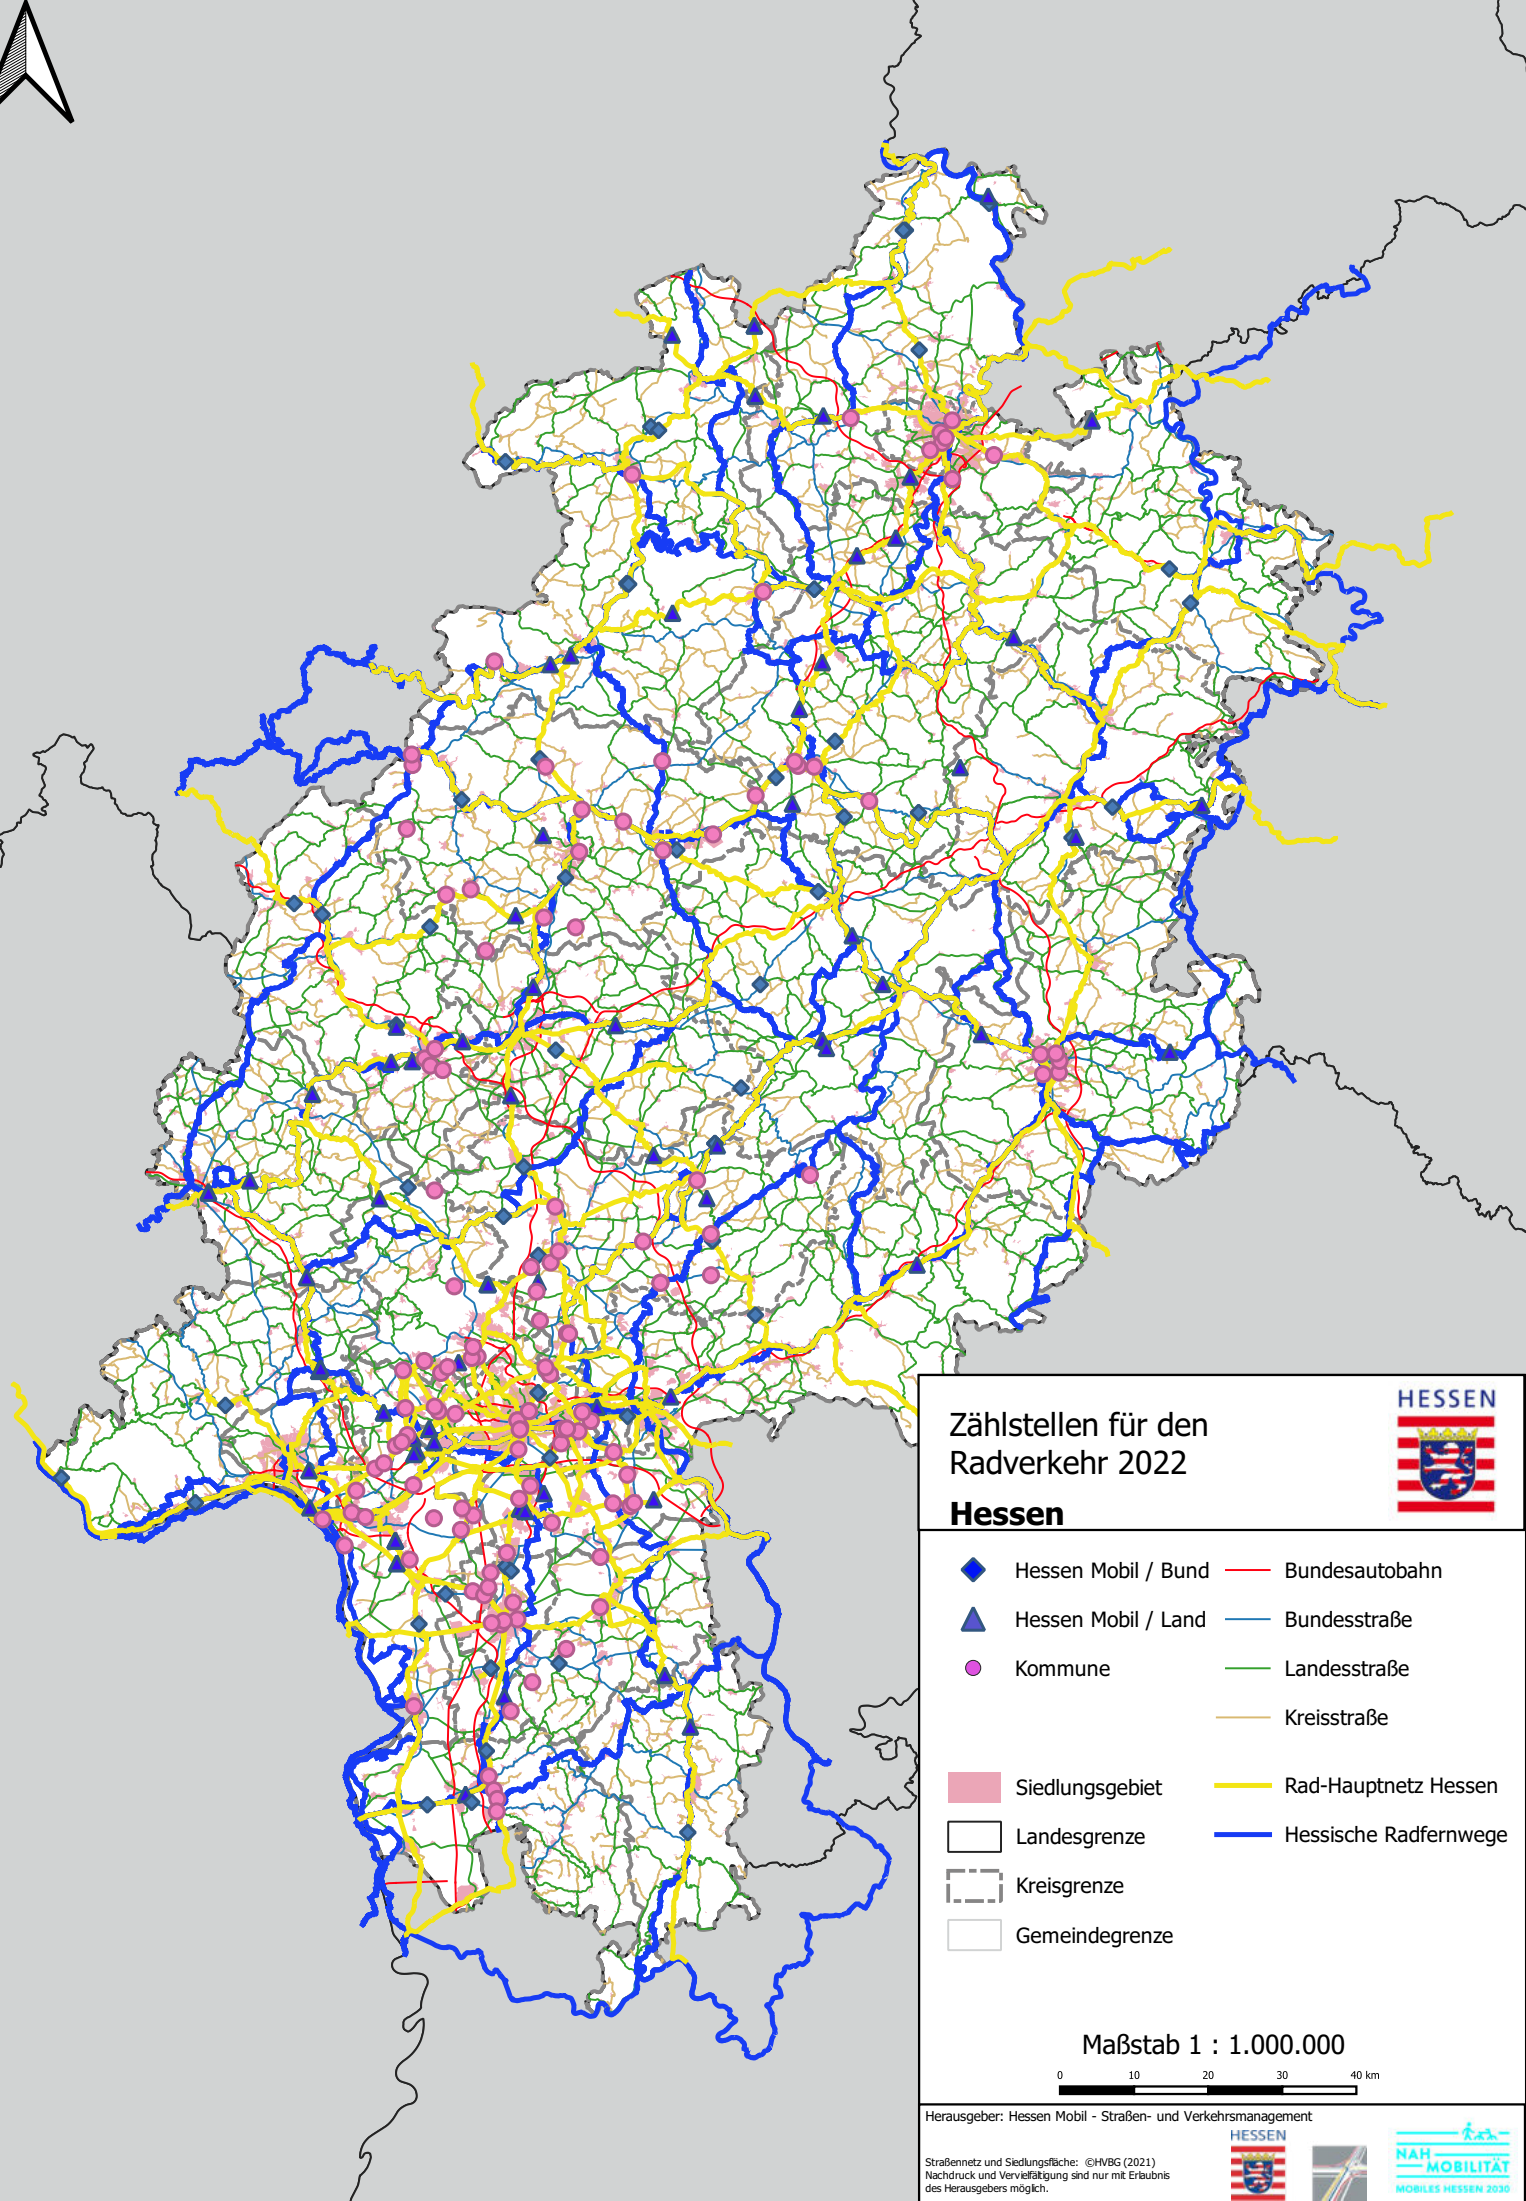 Zählstellen für den
Radverkehr 2022
Hessen
HESSEN
Hessen Mobil / Bund
Hessen Mobil / Land
Kommune
Bundesautobahn
Bundesstraße
Landesstraße
Kreisstraße
Siedlungsgebiet
Landesgrenze
Kreisgrenze
Gemeindegrenze
Rad-Hauptnetz Hessen
Hessische Radfernwege
Maßstab 1 : 1.000.000
0 10 20 30 40 km
Herausgeber: Hessen Mobil - Straßen- und Verkehrsmanagement
Straßennetz und Siedlungsfläche: ©HVBG (2021)
Nachdruck und Vervielfältigung sind nur mit Erlaubnis
des Herausgebers möglich.
HESSEN
NAH
MOBILITÄT
MOBILES HESSEN 2030